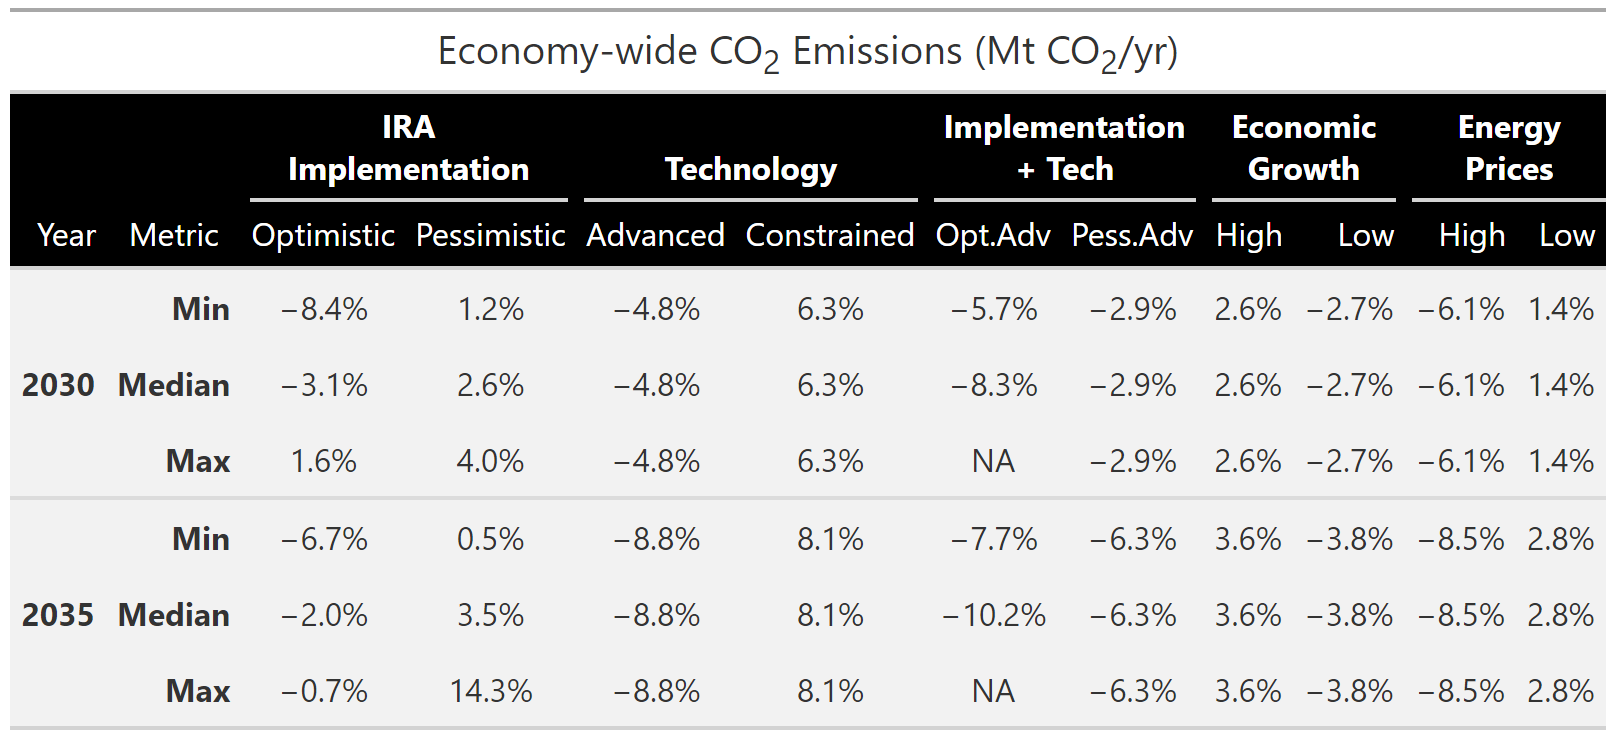 Economy-wide CO₂ Emissions (Mt CO₂/yr)
IRA Implementation Economic Energy
Implementation Technology + Tech Growth Prices
Year Metric Optimistic Pessimistic Advanced Constrained Opt.Adv Pess.Adv High Low High Low
Min −8.4% 1.2% −4.8% 6.3% −5.7% −2.9% 2.6% −2.7% −6.1% 1.4%
2030 Median −3.1% 2.6% −4.8% 6.3% −8.3% −2.9% 2.6% −2.7% −6.1% 1.4%
Max 1.6% 4.0% −4.8% 6.3% NA −2.9% 2.6% −2.7% −6.1% 1.4%
Min −6.7% 0.5% −8.8% 8.1% −7.7% −6.3% 3.6% −3.8% −8.5% 2.8%
2035 Median −2.0% 3.5% −8.8% 8.1% −10.2% −6.3% 3.6% −3.8% −8.5% 2.8%
Max −0.7% 14.3% −8.8% 8.1% NA −6.3% 3.6% −3.8% −8.5% 2.8%